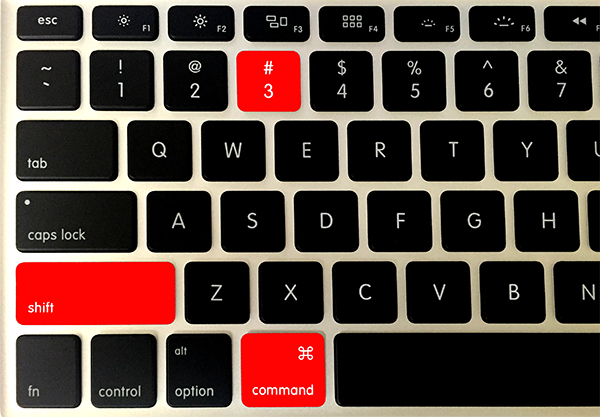 esc F1 F2 F3 F4 F5 F6 F
~ ! @ # $ % ^ &
` 1 2 3 4 5 6 7
tab Q W E R T Y
caps lock A S D F G H
shift Z X C V B N
alt ⌘
fn control option command